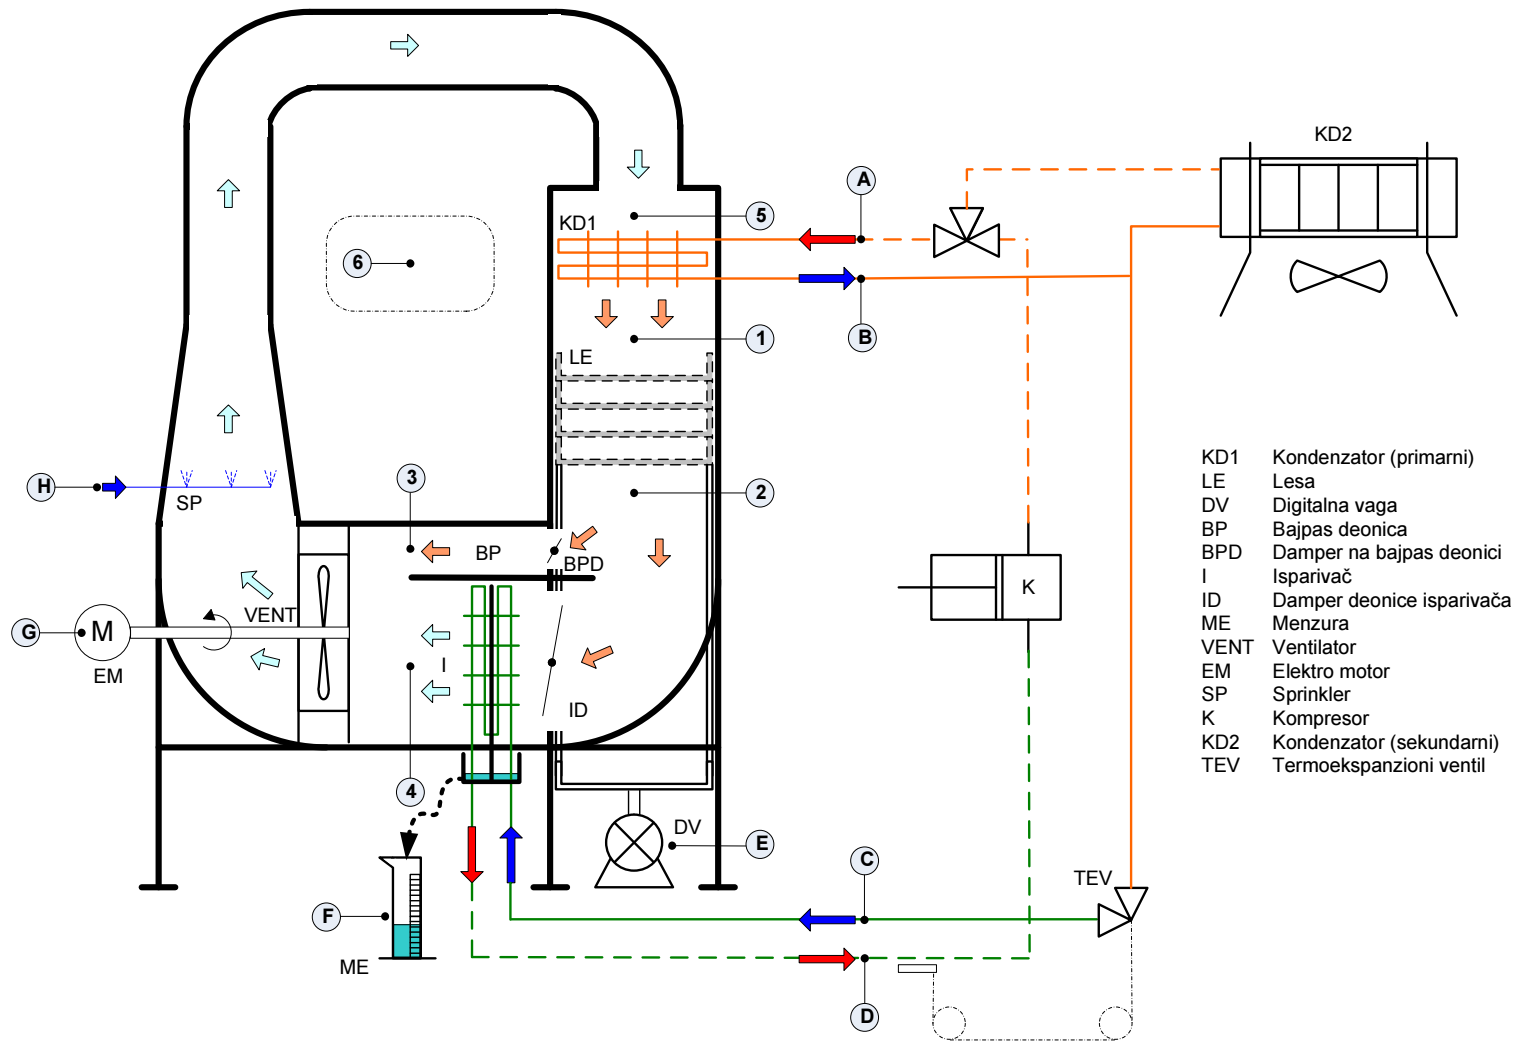 KD2
A
5
KD1
6
1
B
LE
KD1 Kondenzator (primarni)
LE Lesa
DV Digitalna vaga
BP Bajpas deonica
BPD Damper na bajpas deonici
I Isparivač
ID Damper deonice isparivača
ME Menzura
VENT Ventilator
EM Elektro motor
SP Sprinkler
K Kompresor
KD2 Kondenzator (sekundarni)
TEV Termoekspanzioni ventil
H
SP
3
2
BP
BPD
K
VENT
G
M
EM
I
ID
4
DV
E
C
TEV
F
ME
D